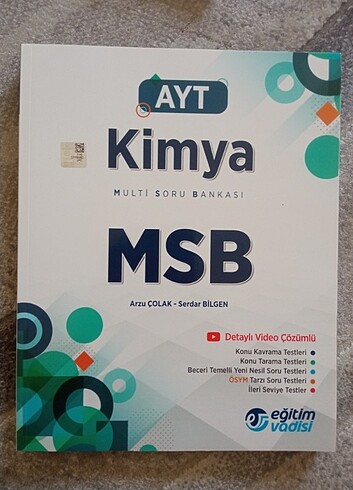 AYT
Kimya
MULTİ SORU BANKASI
MSB
Arzu ÇOLAK - Serdar BİLGEN
Detaylı Video Çözümlü
Konu Kavrama Testleri
Konu Tarama Testleri
Beceri Temelli Yeni Nesil Soru Testleri
ÖSYM Tarzı Soru Testleri
İleri Seviye Testler
eğitim
vadisi